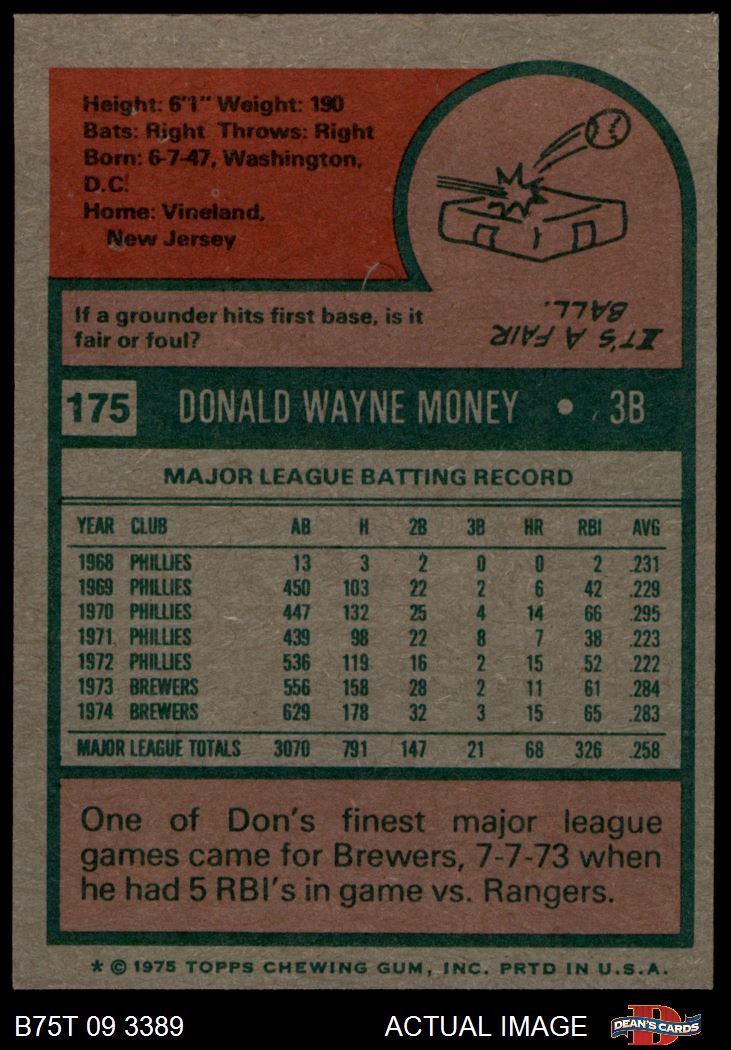 Height: 6'1" Weight: 190
Bats: Right Throws: Right
Born: 6-7-47, Washington,
D.C.
Home: Vineland,
New Jersey
If a grounder hits first base, is it
fair or foul?
IT'S A FAIR
BALL.
175 DONALD WAYNE MONEY • 3B
MAJOR LEAGUE BATTING RECORD
YEAR CLUB AB H 2B 3B HR RBI AVG
1968 PHILLIES 13 3 2 0 0 2 .231
1969 PHILLIES 450 103 22 2 6 42 .229
1970 PHILLIES 447 132 25 4 14 66 .295
1971 PHILLIES 439 98 22 8 7 38 .223
1972 PHILLIES 536 119 16 2 15 52 .222
1973 BREWERS 556 158 28 2 11 61 .284
1974 BREWERS 629 178 32 3 15 65 .283
MAJOR LEAGUE TOTALS 3070 791 147 21 68 326 .258
One of Don's finest major league
games came for Brewers, 7-7-73 when
he had 5 RBI's in game vs. Rangers.
* © 1975 TOPPS CHEWING GUM, INC. PRTD IN U.S.A.
B75T 09 3389 ACTUAL IMAGE D DEAN'S CARDS